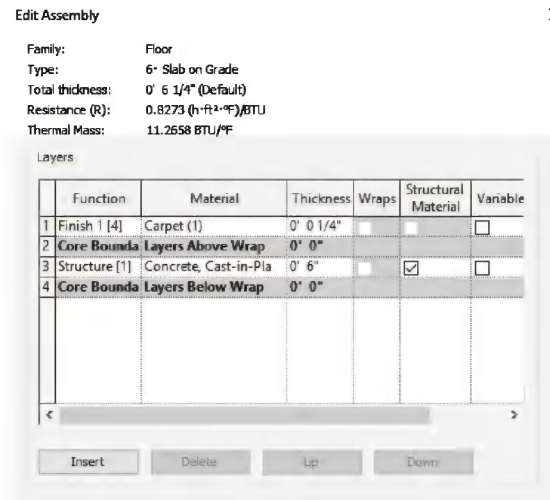 Edit Assembly
Family: Floor
Type: 6" Slab on Grade
Total thickness: 0' 6 1/4" (Default)
Resistance (R): 0.8273 (h·ft²·°F)/BTU
Thermal Mass: 11.2658 BTU/°F
Layers
Function Material Thickness Wraps Structural Material Variable
1 Finish 1 [4] Carpet (1) 0' 0 1/4"
2 Core Bounda Layers Above Wrap 0' 0"
3 Structure [1] Concrete, Cast-in-Pla 0' 6"
4 Core Bounda Layers Below Wrap 0' 0"
Insert Delete Up Down